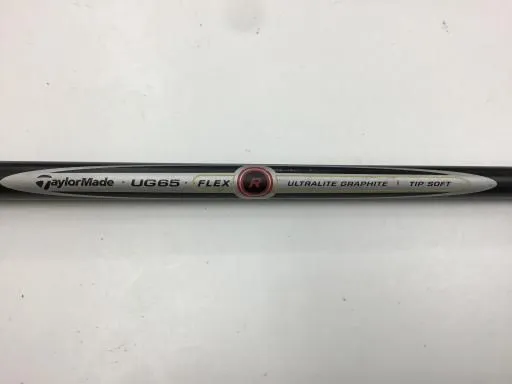 TaylorMade · UG65 · FLEX R ULTRALITE GRAPHITE | TIP SOFT